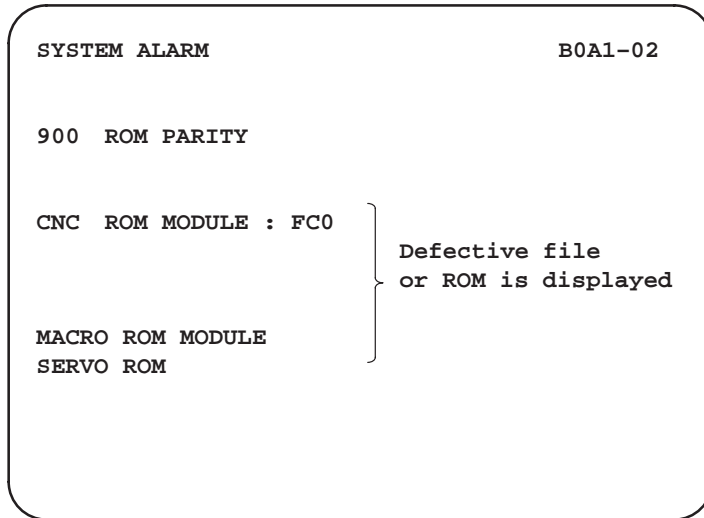 SYSTEM ALARM B0A1–02
900 ROM PARITY
CNC ROM MODULE : FC0
Defective file
or ROM is displayed
MACRO ROM MODULE
SERVO ROM